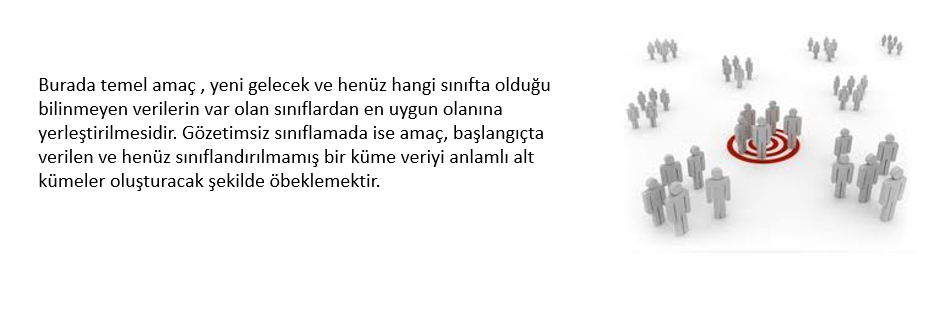 Burada temel amaç , yeni gelecek ve henüz hangi sınıfta olduğu
bilinmeyen verilerin var olan sınıflardan en uygun olanına
yerleştirilmesidir. Gözetimsiz sınıflamada ise amaç, başlangıçta
verilen ve henüz sınıflandırılmamış bir küme veriyi anlamlı alt
kümeler oluşturacak şekilde öbeklemektir.